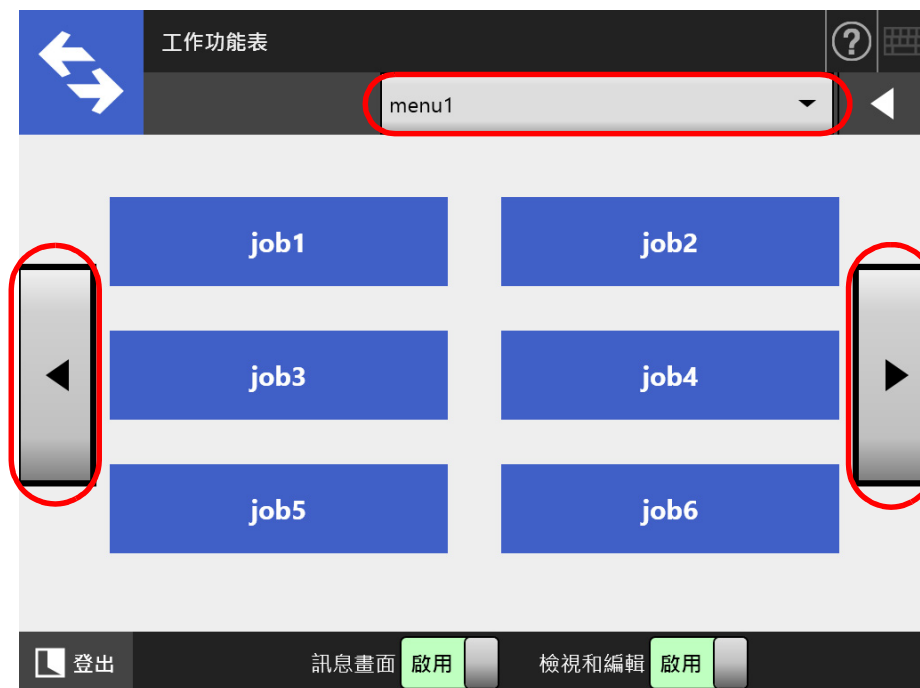 工作功能表
?
menu1
job1 job2
job3 job4
job5 job6
登出 訊息畫面 啟用 檢視和編輯 啟用